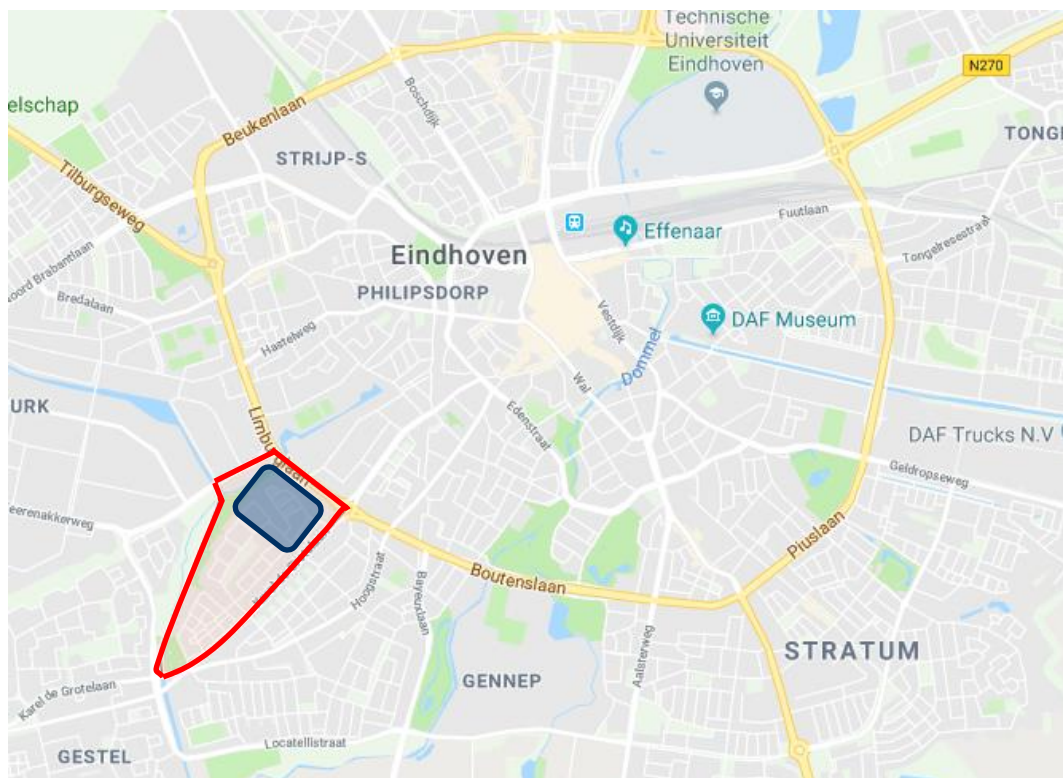 Technische
Universiteit
Eindhoven
N270
elschap
Beukenlaan
Boschdijk
STRIJP-S
TONG
Tilburgseweg
Fuutlaan
Effenaar
Tongelresestraat
Eindhoven
oord Brabantlaan
PHILIPSDORP
Bredalaan
Vestdijk
DAF Museum
Hastelweg
Dommel
Wal
URK
Edenstraat
DAF Trucks N.V
Geldropseweg
eerenakkerweg
Piuslaan
Hoogstraat
Boutenslaan
Bayeuxlaan
Aalsterweg
STRATUM
GENNEP
Karel de Grotelaan
Locatellistraat
GESTEL